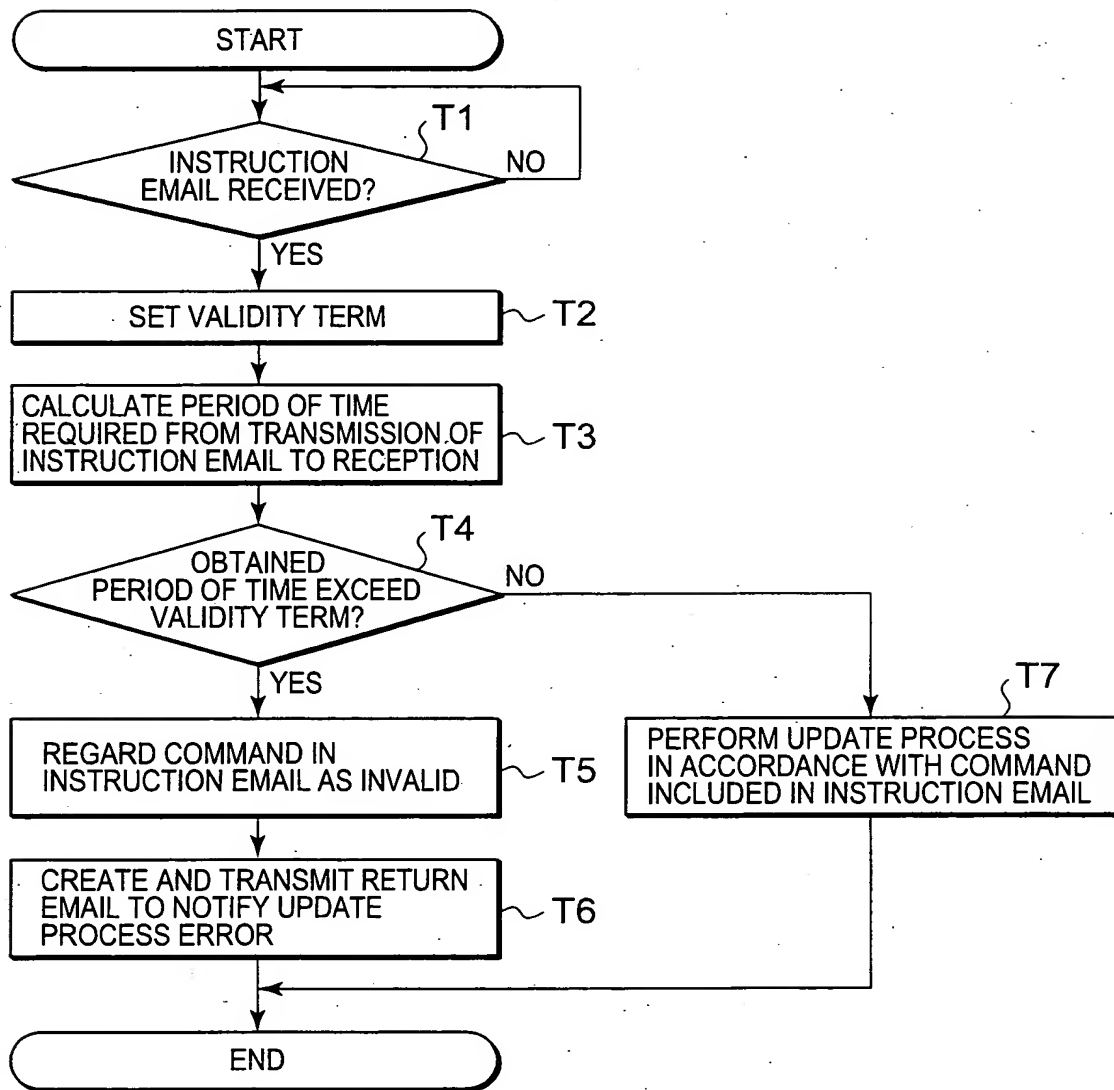 START
T1
INSTRUCTION
EMAIL RECEIVED?
NO
YES
SET VALIDITY TERM
T2
CALCULATE PERIOD OF TIME
REQUIRED FROM TRANSMISSION OF
INSTRUCTION EMAIL TO RECEPTION
T3
T4
OBTAINED
PERIOD OF TIME EXCEED
VALIDITY TERM?
NO
YES
REGARD COMMAND IN
INSTRUCTION EMAIL AS INVALID
T5
T7
PERFORM UPDATE PROCESS
IN ACCORDANCE WITH COMMAND
INCLUDED IN INSTRUCTION EMAIL
CREATE AND TRANSMIT RETURN
EMAIL TO NOTIFY UPDATE
PROCESS ERROR
T6
END